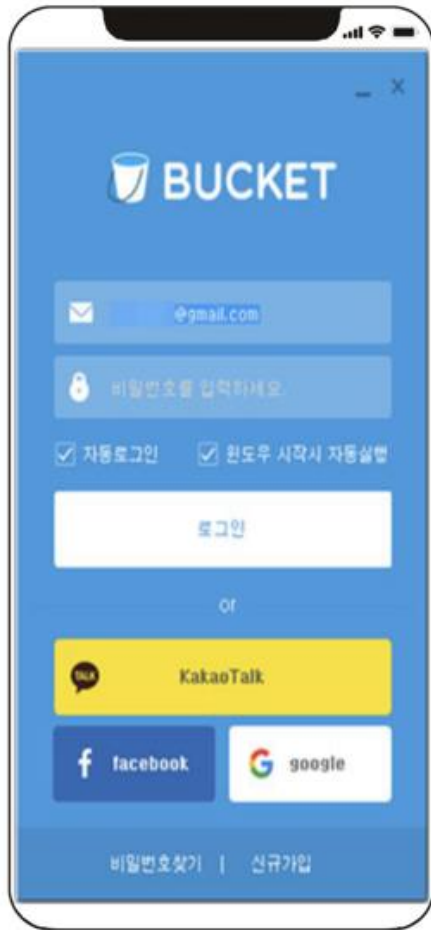 BUCKET
@gmail.com
비밀번호를 입력하세요.
자동로그인 윈도우 시작시 자동실행
로그인
or
TALK KakaoTalk
facebook google
비밀번호찾기 | 신규가입